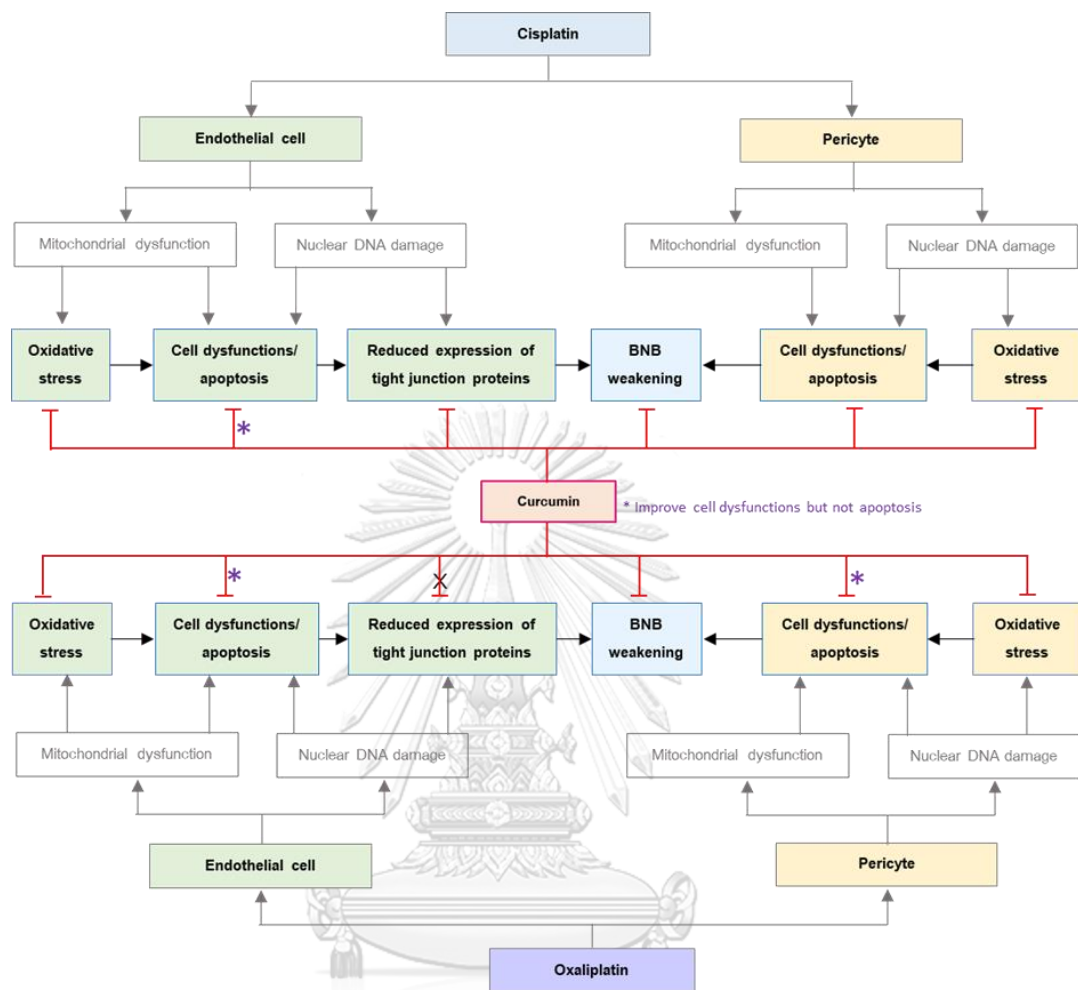 Cisplatin
Endothelial cell
Pericyte
Mitochondrial dysfunction
Nuclear DNA damage
Mitochondrial dysfunction
Nuclear DNA damage
Oxidative
stress
Cell dysfunctions/
apoptosis
Reduced expression of
tight junction proteins
BNB
weakening
Cell dysfunctions/
apoptosis
Oxidative
stress
*
Curcumin
* Improve cell dysfunctions but not apoptosis
*
X
*
Oxidative
stress
Cell dysfunctions/
apoptosis
Reduced expression of
tight junction proteins
BNB
weakening
Cell dysfunctions/
apoptosis
Oxidative
stress
Mitochondrial dysfunction
Nuclear DNA damage
Mitochondrial dysfunction
Nuclear DNA damage
Endothelial cell
Pericyte
Oxaliplatin